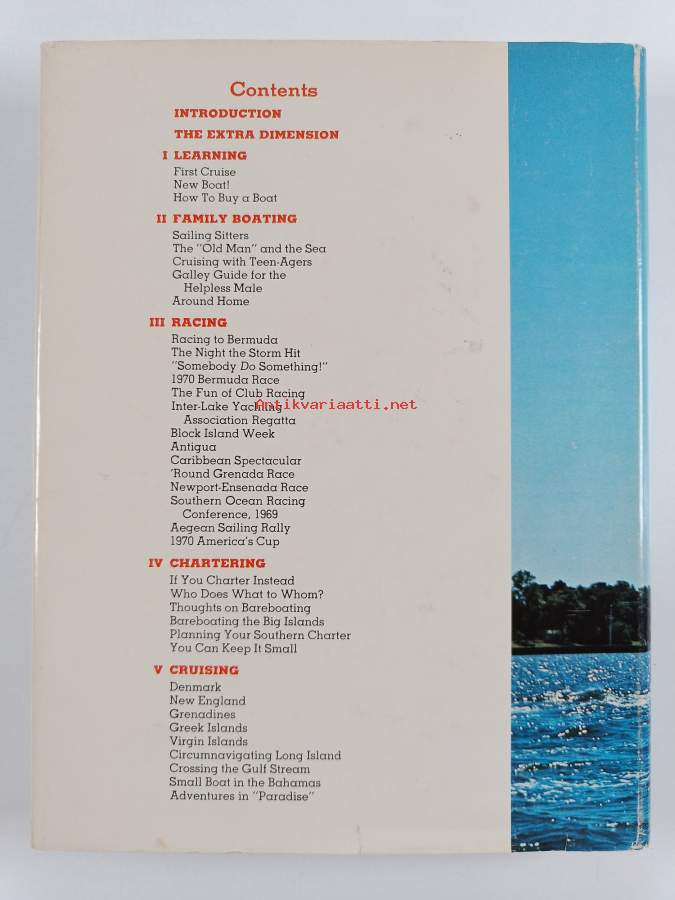 Contents
INTRODUCTION
THE EXTRA DIMENSION
I LEARNING
First Cruise
New Boat!
How To Buy a Boat
II FAMILY BOATING
Sailing Sitters
The "Old Man" and the Sea
Cruising with Teen-Agers
Galley Guide for the
Helpless Male
Around Home
III RACING
Racing to Bermuda
The Night the Storm Hit
"Somebody Do Something!"
1970 Bermuda Race
The Fun of Club Racing
Inter-Lake Yachting
Antikvariaatti.net
Association Regatta
Block Island Week
Antigua
Caribbean Spectacular
'Round Grenada Race
Newport-Ensenada Race
Southern Ocean Racing
Conference, 1969
Aegean Sailing Rally
1970 America's Cup
IV CHARTERING
If You Charter Instead
Who Does What to Whom?
Thoughts on Bareboating
Bareboating the Big Islands
Planning Your Southern Charter
You Can Keep It Small
V CRUISING
Denmark
New England
Grenadines
Greek Islands
Virgin Islands
Circumnavigating Long Island
Crossing the Gulf Stream
Small Boat in the Bahamas
Adventures in "Paradise"